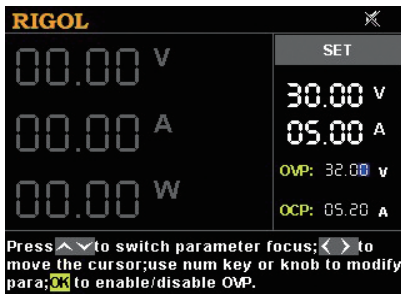 RIGOL
SET
00.00 V
30.00 V
00.00 A
05.00 A
OVP: 32.00 V
00.00 W
OCP: 05.20 A
Press to switch parameter focus; to
move the cursor;use num key or knob to modify
para;OK to enable/disable OVP.